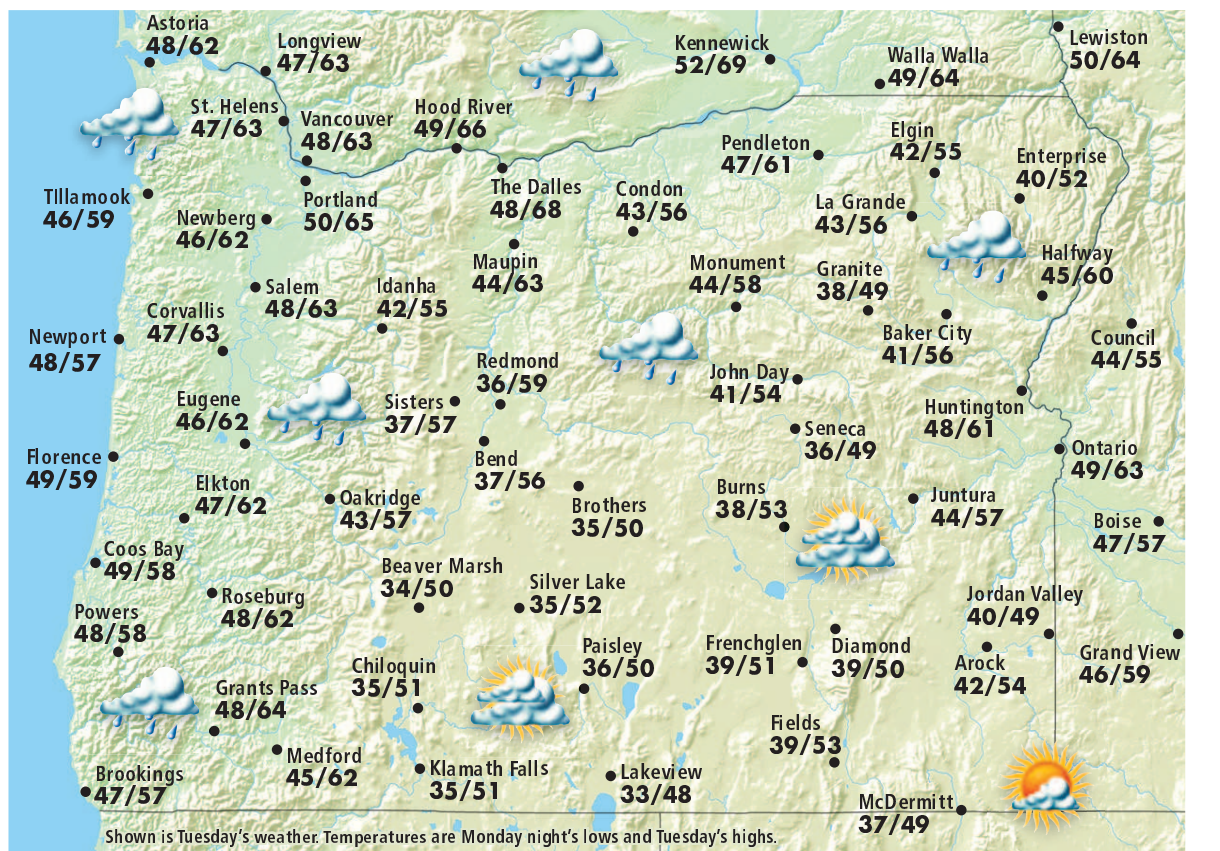 Astoria
48/62
Longview
47/63
Kennewick
52/69
Walla Walla
49/64
Lewiston
50/64
St. Helens
47/63
Vancouver
48/63
Hood River
49/66
Pendleton
47/61
Elgin
42/55
Enterprise
40/52
TIllamook
46/59
Newberg
46/62
Portland
50/65
The Dalles
48/68
Condon
43/56
La Grande
43/56
Maupin
44/63
Monument
44/58
Granite
38/49
Halfway
45/60
Salem
48/63
Idanha
42/55
Corvallis
47/63
Newport
48/57
Baker City
41/56
Council
44/55
Redmond
36/59
John Day
41/54
Eugene
46/62
Sisters
37/57
Huntington
48/61
Seneca
36/49
Florence
49/59
Bend
37/56
Ontario
49/63
Elkton
47/62
Oakridge
43/57
Brothers
35/50
Burns
38/53
Juntura
44/57
Boise
47/57
Coos Bay
49/58
Beaver Marsh
34/50
Silver Lake
35/52
Roseburg
48/62
Jordan Valley
40/49
Powers
48/58
Paisley
36/50
Frenchglen
39/51
Diamond
39/50
Arock
42/54
Grand View
46/59
Chiloquin
35/51
Grants Pass
48/64
Fields
39/53
Medford
45/62
Klamath Falls
35/51
Lakeview
33/48
Brookings
47/57
McDermitt
37/49
Shown is Tuesday's weather. Temperatures are Monday night's lows and Tuesday's highs.